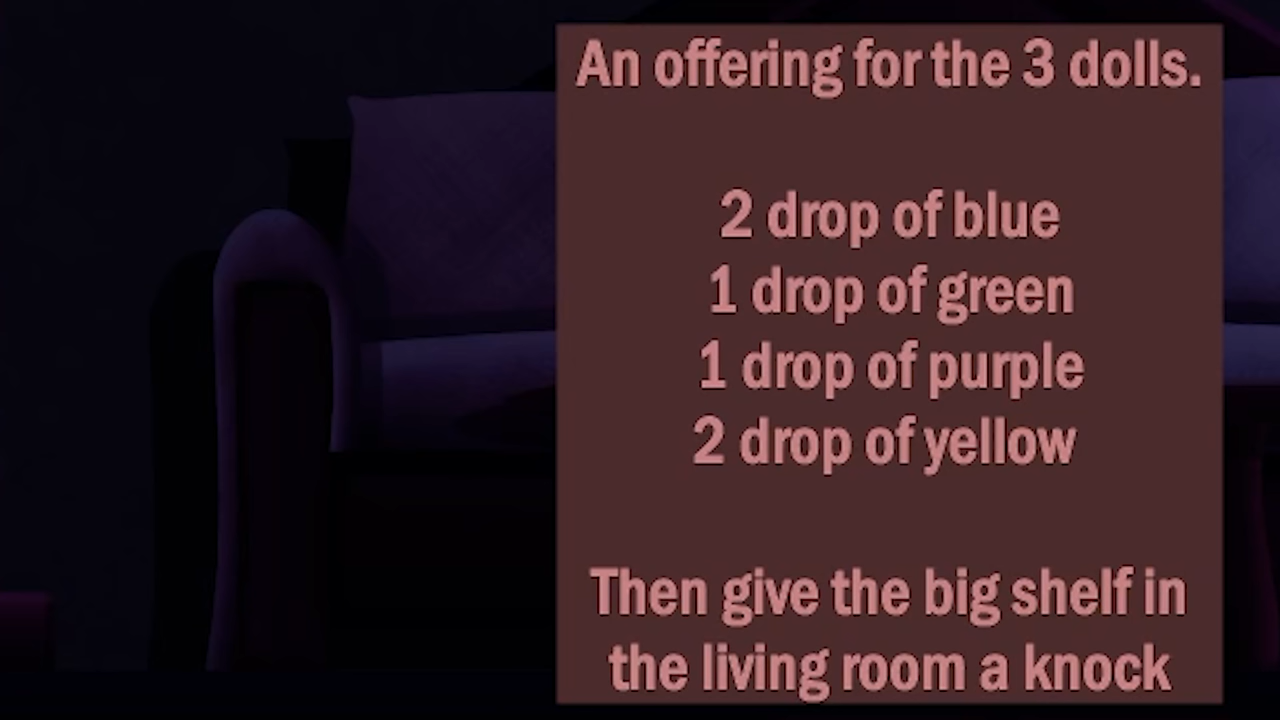 An offering for the 3 dolls.
2 drop of blue
1 drop of green
1 drop of purple
2 drop of yellow
Then give the big shelf in
the living room a knock